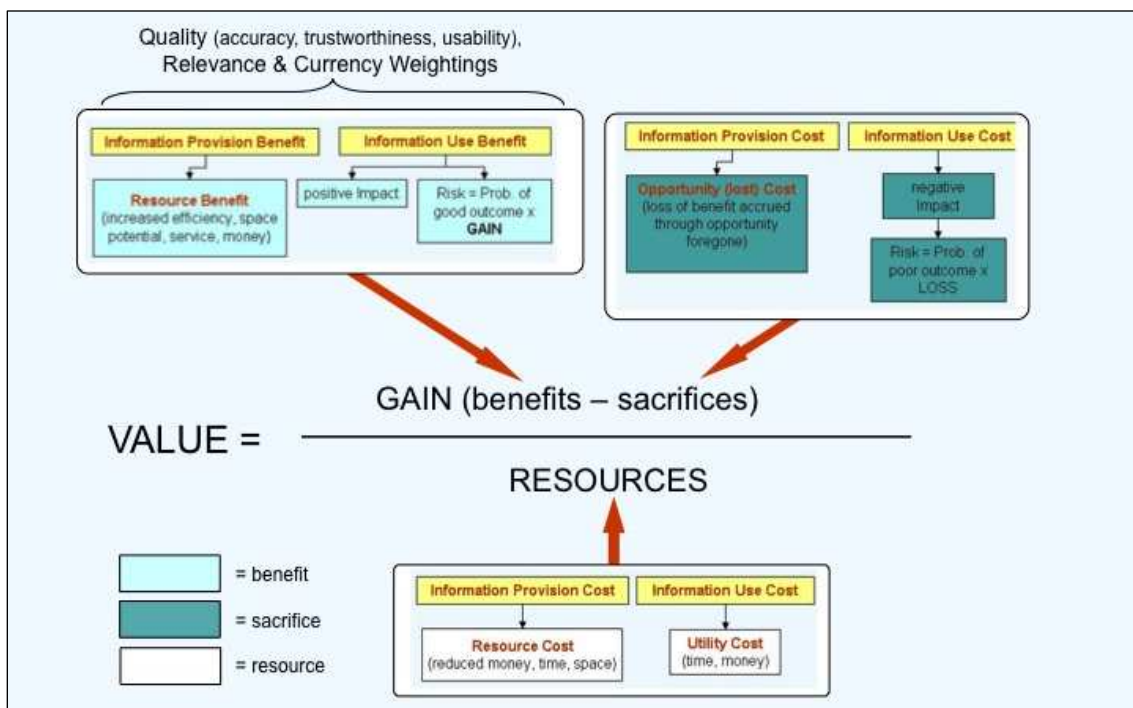 Quality (accuracy, trustworthiness, usability),
Relevance & Currency Weightings
Information Provision Benefit
Information Use Benefit
Resource Benefit
(increased efficiency, space
potential, service, money)
positive Impact
Risk = Prob. of
good outcome x
GAIN
Information Provision Cost
Information Use Cost
Opportunity (lost) Cost
(loss of benefit accrued
through opportunity
foregone)
negative
Impact
Risk = Prob. of
poor outcome x
LOSS
GAIN (benefits – sacrifices)
VALUE =
RESOURCES
= benefit
= sacrifice
= resource
Information Provision Cost
Information Use Cost
Resource Cost
(reduced money, time, space)
Utility Cost
(time, money)